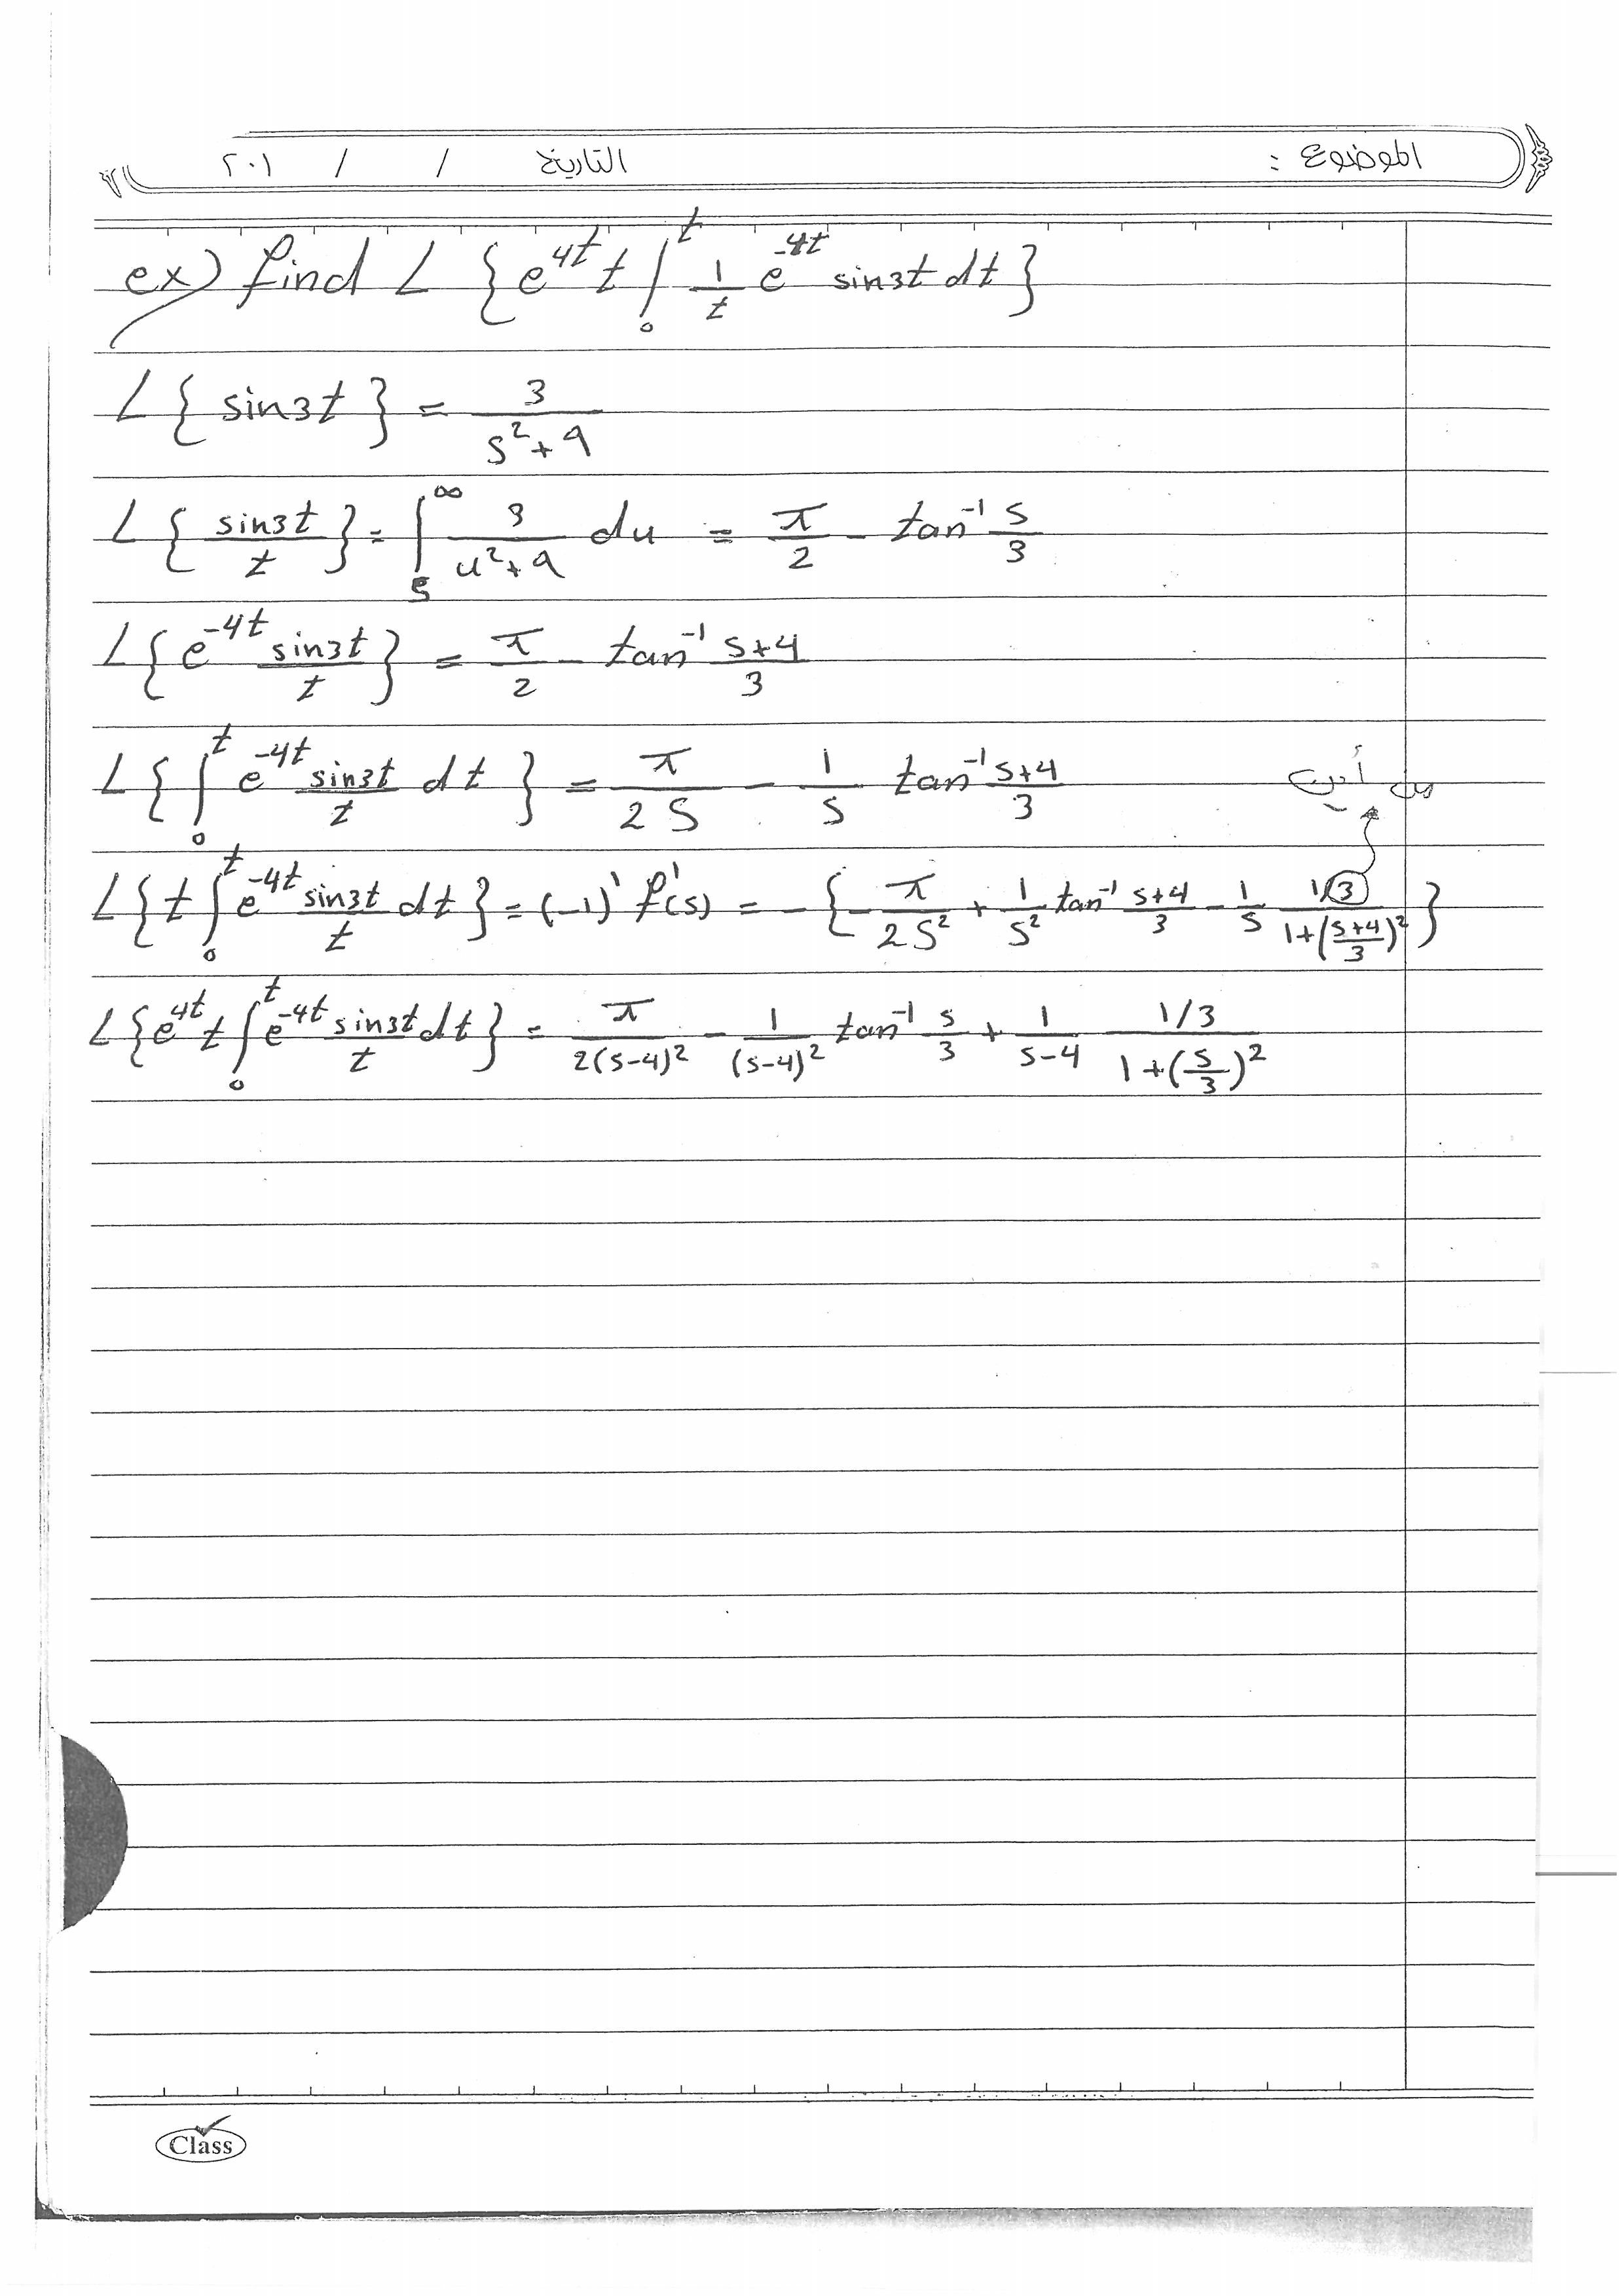 الموضوع : التاريخ / / ٢٠١
ex) find L { e^{4t} t ∫_0^t 1/t e^{-4t} sin3t dt }
L { sin3t } = 3/(s²+9)
L { sin3t/t } = ∫_s^∞ 3/(u²+9) du = π/2 - tan⁻¹ s/3
L { e^{-4t} sin3t/t } = π/2 - tan⁻¹ (s+4)/3
L { ∫_0^t e^{-4t} sin3t/t dt } = π/(2S) - 1/s tan⁻¹ (s+4)/3
من أين
L { t ∫_0^t e^{-4t} sin3t/t dt } = (-1)' f'(s) = - { - π/(2S²) + 1/s² tan⁻¹ (s+4)/3 - 1/s (1/3)/(1+((s+4)/3)²) }
L { e^{4t} t ∫_0^t e^{-4t} sin3t/t dt } = π/(2(s-4)²) - 1/(s-4)² tan⁻¹ s/3 + 1/(s-4) (1/3)/(1+(s/3)²)
Class